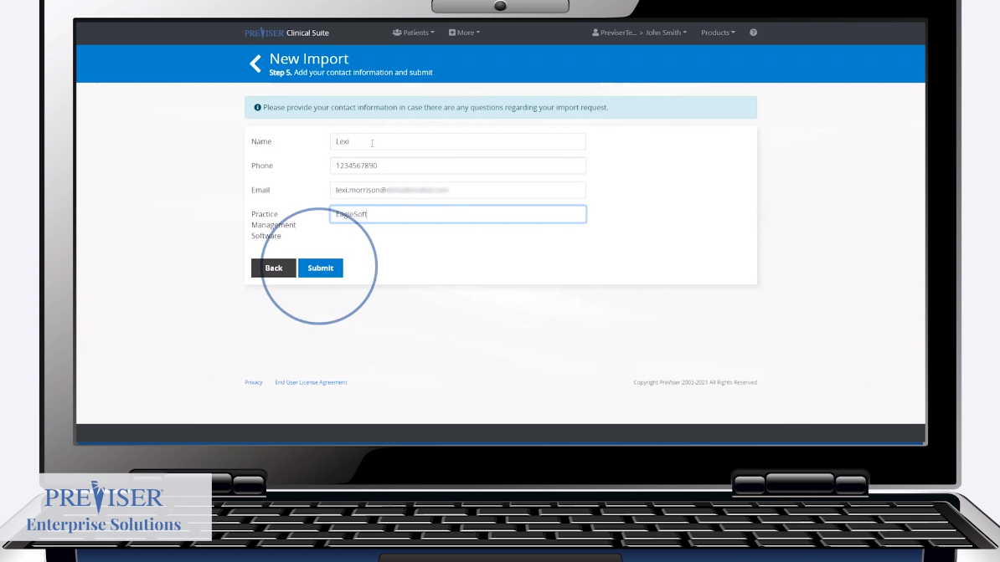 PREVISER Clinical Suite Patients More PreviserTe... > John Smith Products
New Import
Step 5. Add your contact information and submit
Please provide your contact information in case there are any questions regarding your import request.
Name Lexi
Phone 1234567890
Email lexi.morrison@
Practice Management Software EagleSoft
Back Submit
Privacy End User License Agreement Copyright PreViser 2003-2021 All Rights Reserved
PREVISER
Enterprise Solutions